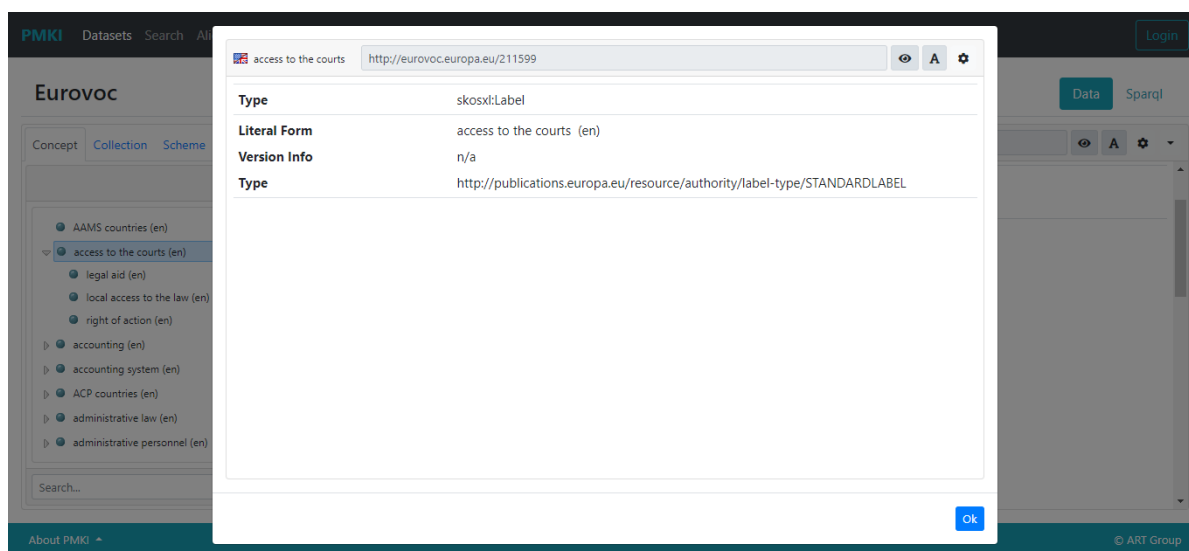 PMKI Datasets Search Ali
Login
Eurovoc
Data Sparql
Concept Collection Scheme
AAMS countries (en)
access to the courts (en)
legal aid (en)
local access to the law (en)
right of action (en)
accounting (en)
accounting system (en)
ACP countries (en)
administrative law (en)
administrative personnel (en)
Search...
access to the courts http://eurovoc.europa.eu/211599 A
Type skosxl:Label
Literal Form access to the courts (en)
Version Info n/a
Type http://publications.europa.eu/resource/authority/label-type/STANDARDLABEL
Ok
A
About PMKI
© ART Group